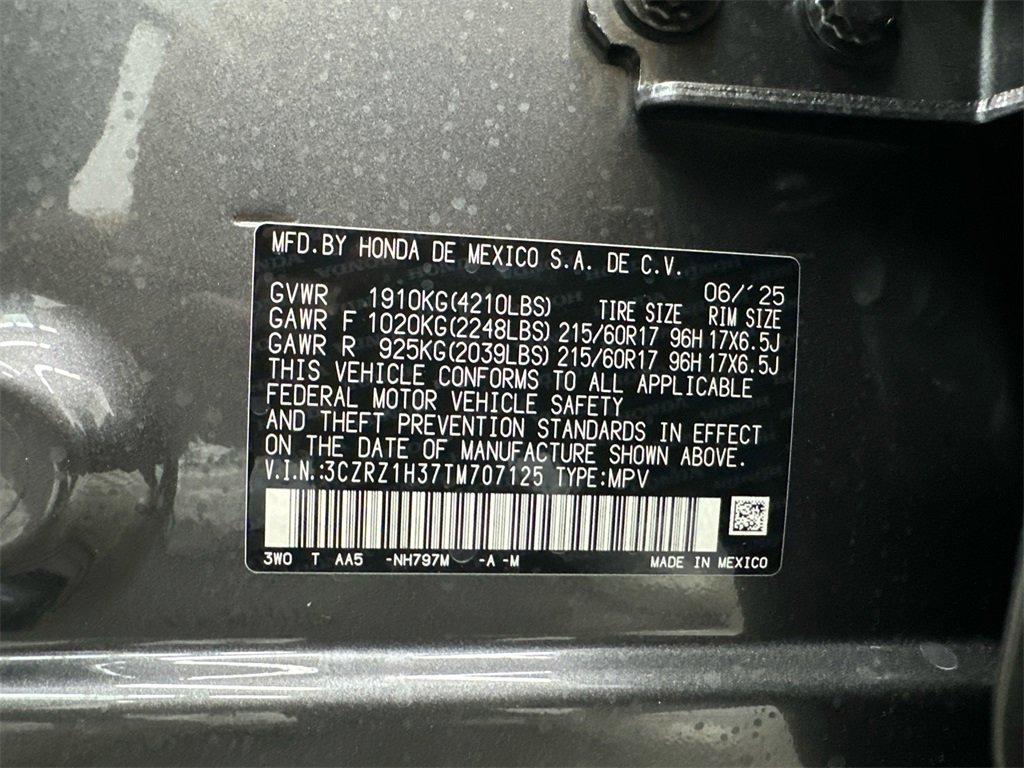 MFD.BY HONDA DE MEXICO S.A. DE C.V.
06/'25
GVWR 1910KG(4210LBS) TIRE SIZE RIM SIZE
GAWR F 1020KG(2248LBS) 215/60R17 96H 17X6.5J
GAWR R 925KG(2039LBS) 215/60R17 96H 17X6.5J
THIS VEHICLE CONFORMS TO ALL APPLICABLE
FEDERAL MOTOR VEHICLE SAFETY
AND THEFT PREVENTION STANDARDS IN EFFECT
ON THE DATE OF MANUFACTURE SHOWN ABOVE.
V.I.N.:3CZRZ1H37TM707125 TYPE:MPV
3W0 T AA5 -NH797M -A -M MADE IN MEXICO